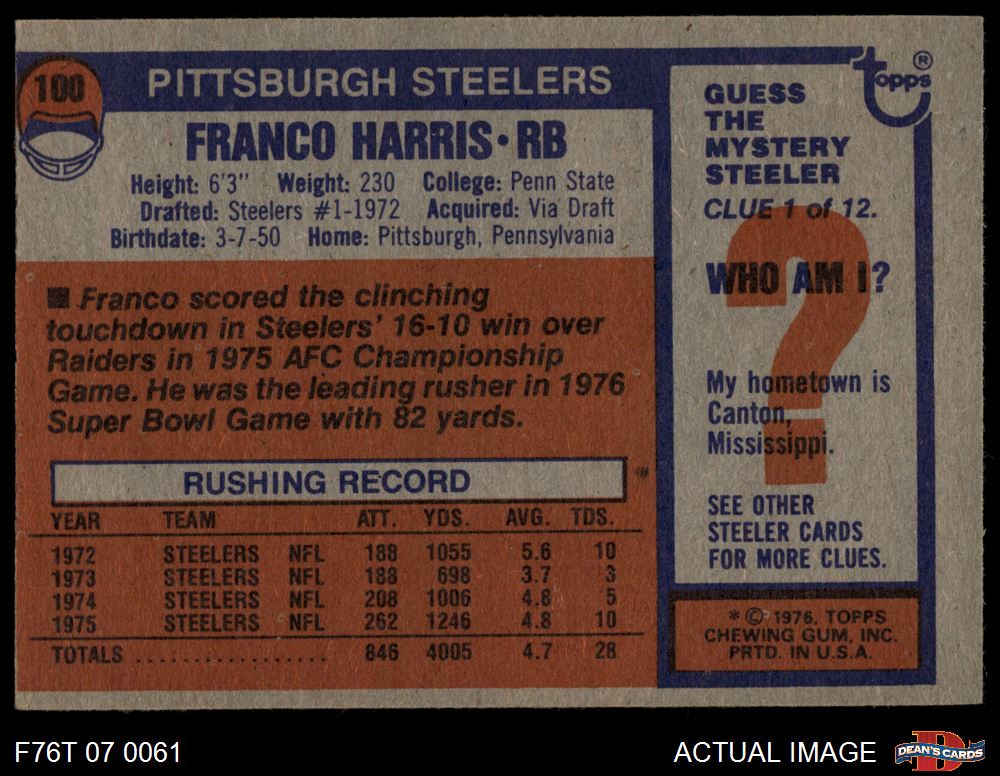 100
PITTSBURGH STEELERS
FRANCO HARRIS • RB
Height: 6'3" Weight: 230 College: Penn State
Drafted: Steelers #1-1972 Acquired: Via Draft
Birthdate: 3-7-50 Home: Pittsburgh, Pennsylvania
■ Franco scored the clinching
touchdown in Steelers' 16-10 win over
Raiders in 1975 AFC Championship
Game. He was the leading rusher in 1976
Super Bowl Game with 82 yards.
RUSHING RECORD
YEAR TEAM ATT. YDS. AVG. TDS.
1972 STEELERS NFL 188 1055 5.6 10
1973 STEELERS NFL 188 698 3.7 3
1974 STEELERS NFL 208 1006 4.8 5
1975 STEELERS NFL 262 1246 4.8 10
TOTALS .................. 846 4005 4.7 28
topps ®
GUESS
THE
MYSTERY
STEELER
CLUE 1 of 12.
?
WHO AM I?
My hometown is
Canton,
Mississippi.
SEE OTHER
STEELER CARDS
FOR MORE CLUES.
* © 1976, TOPPS
CHEWING GUM, INC.
PRTD. IN U.S.A.
F76T 07 0061
ACTUAL IMAGE
D
DEAN'S CARDS